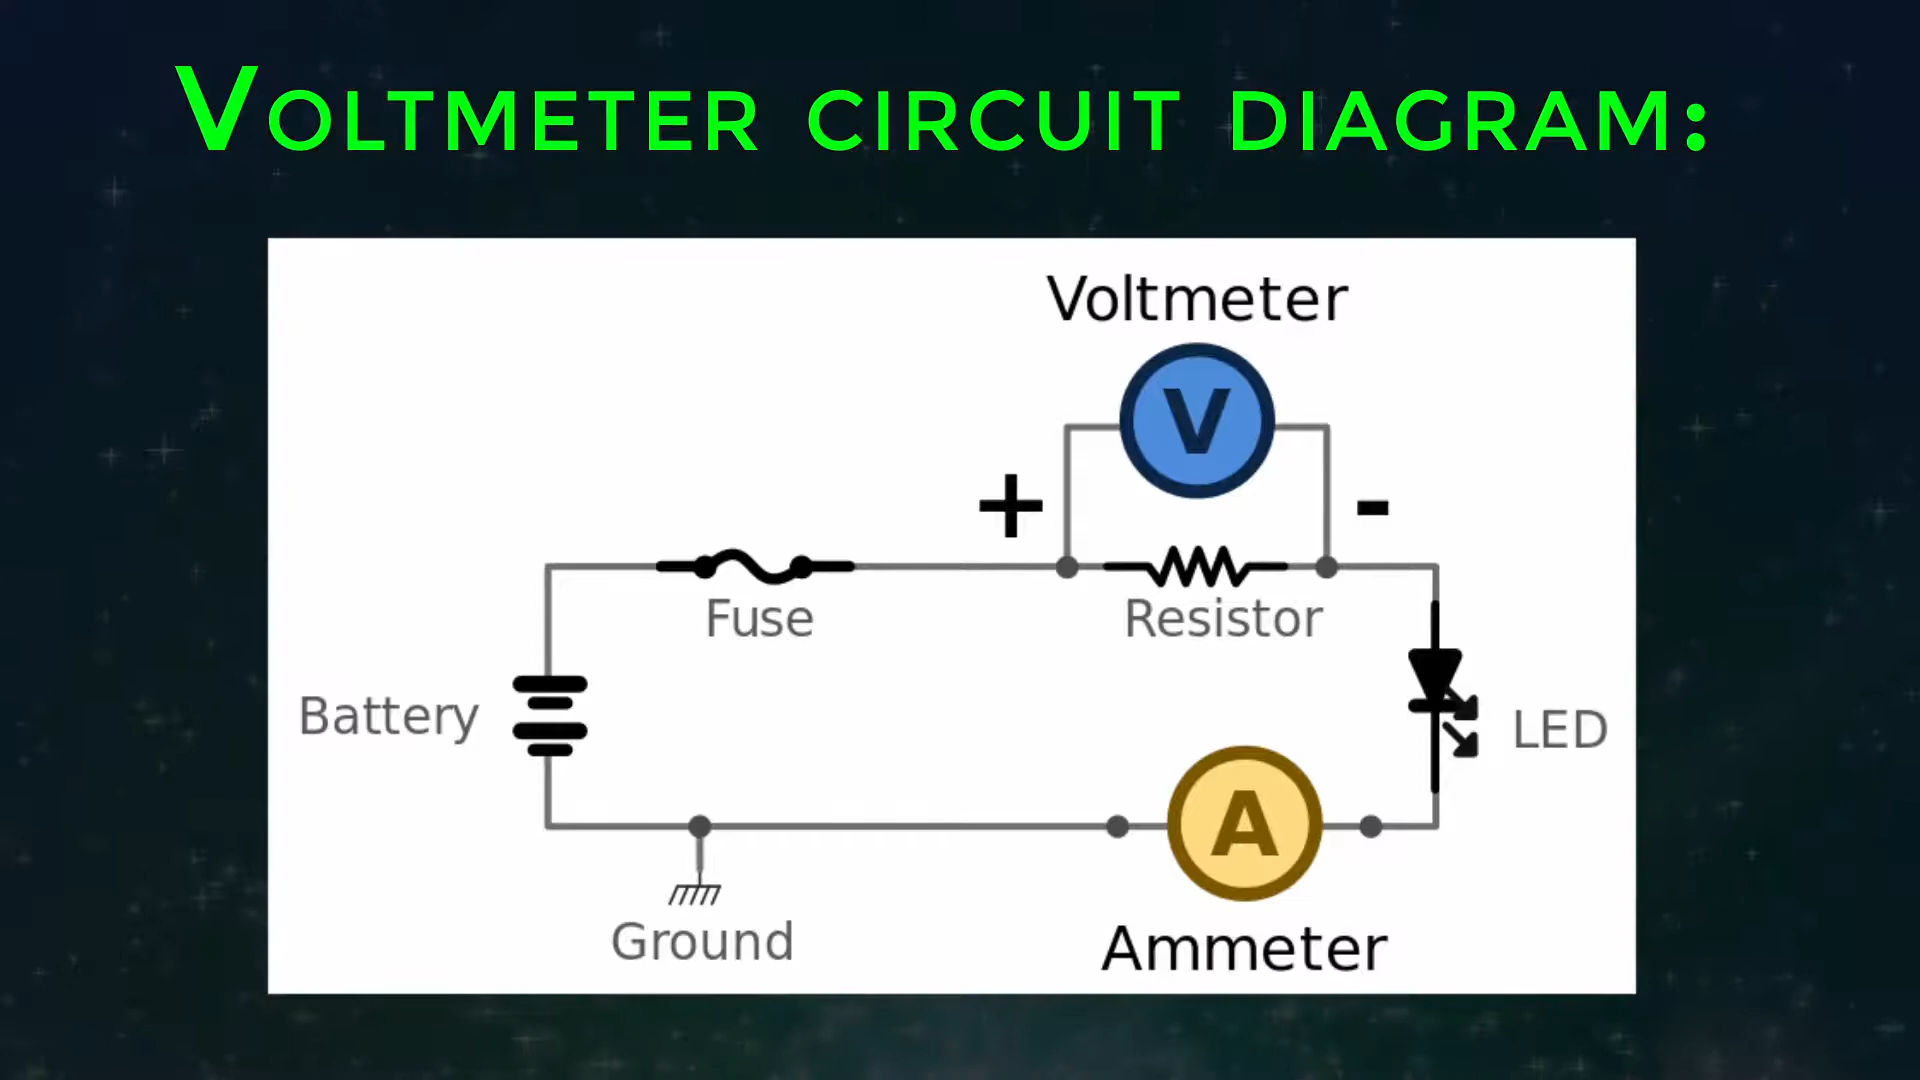 Voltmeter circuit diagram:
Voltmeter
V
+ -
Fuse
Resistor
Battery
LED
A
Ground
Ammeter